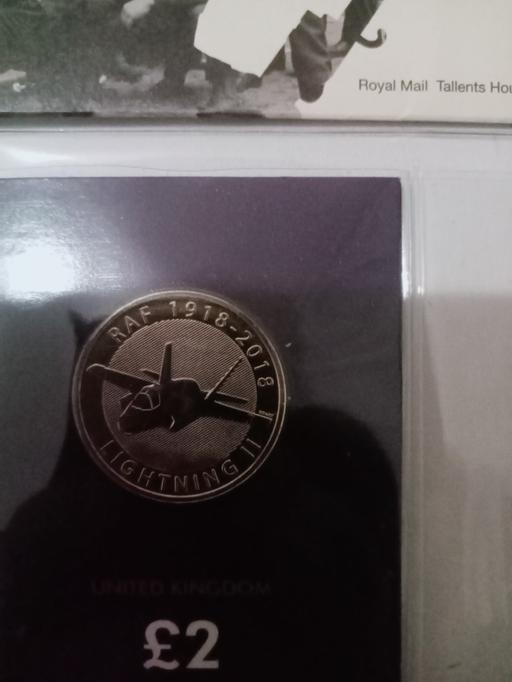 Royal Mail Tallents Hou
RAF 1918-2018
LIGHTNING II
UNITED KINGDOM
£2